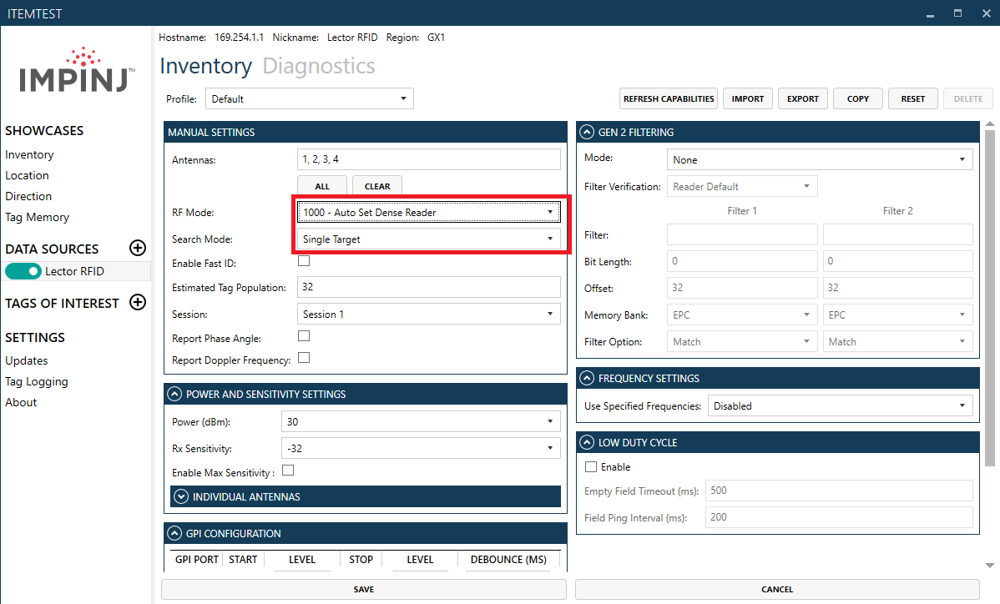 ITEMTEST
IMPINJ™
SHOWCASES
Inventory
Location
Direction
Tag Memory
DATA SOURCES
Lector RFID
TAGS OF INTEREST
SETTINGS
Updates
Tag Logging
About
Hostname: 169.254.1.1 Nickname: Lector RFID Region: GX1
Inventory Diagnostics
Profile: Default
REFRESH CAPABILITIES IMPORT EXPORT COPY RESET DELETE
MANUAL SETTINGS
Antennas: 1, 2, 3, 4
ALL CLEAR
RF Mode: 1000 - Auto Set Dense Reader
Search Mode: Single Target
Enable Fast ID:
Estimated Tag Population: 32
Session: Session 1
Report Phase Angle:
Report Doppler Frequency:
POWER AND SENSITIVITY SETTINGS
Power (dBm): 30
Rx Sensitivity: -32
Enable Max Sensitivity :
INDIVIDUAL ANTENNAS
GPI CONFIGURATION
GPI PORT START LEVEL STOP LEVEL DEBOUNCE (MS)
GEN 2 FILTERING
Mode: None
Filter Verification: Reader Default
Filter 1 Filter 2
Filter:
Bit Length: 0 0
Offset: 32 32
Memory Bank: EPC EPC
Filter Option: Match Match
FREQUENCY SETTINGS
Use Specified Frequencies: Disabled
LOW DUTY CYCLE
Enable
Empty Field Timeout (ms): 500
Field Ping Interval (ms): 200
SAVE CANCEL